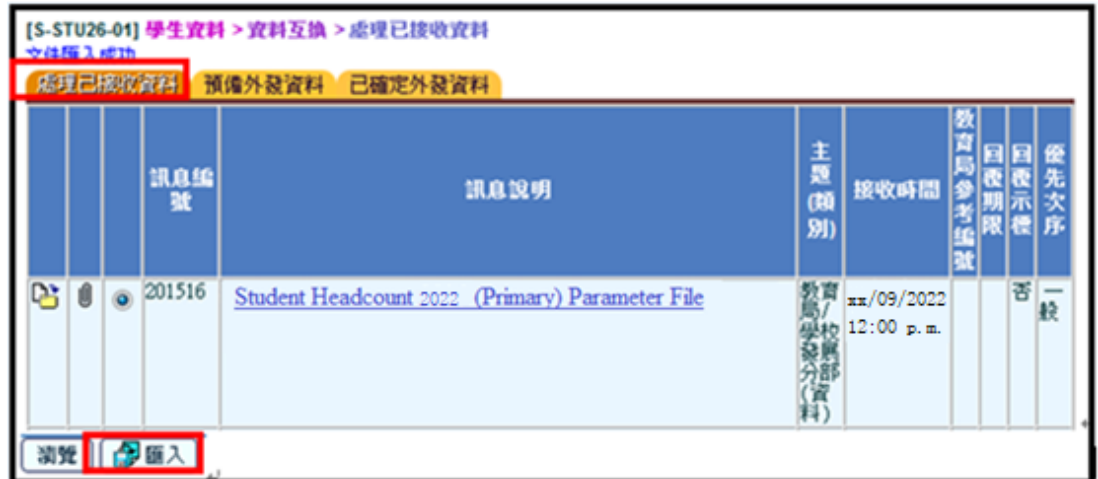 [S-STU26-01] 學生資料 > 資料互換 > 處理已接收資料
文件匯入成功
處理已接收資料 預備外發資料 已確定外發資料
訊息編號
訊息說明
主題(類別)
接收時間
教育局參考編號
回覆期限
回覆示標
優先次序
201516
Student Headcount 2022 (Primary) Parameter File
教育局/學校發展分部(資料)
xx/09/2022
12:00 p.m.
否
一般
瀏覽
匯入